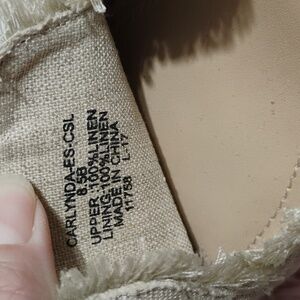 CARLYNDA-ES-CSL
8.5B
UPPER :100%LINEN
LINING:100%LINEN
MADE IN CHINA
11758 L-17